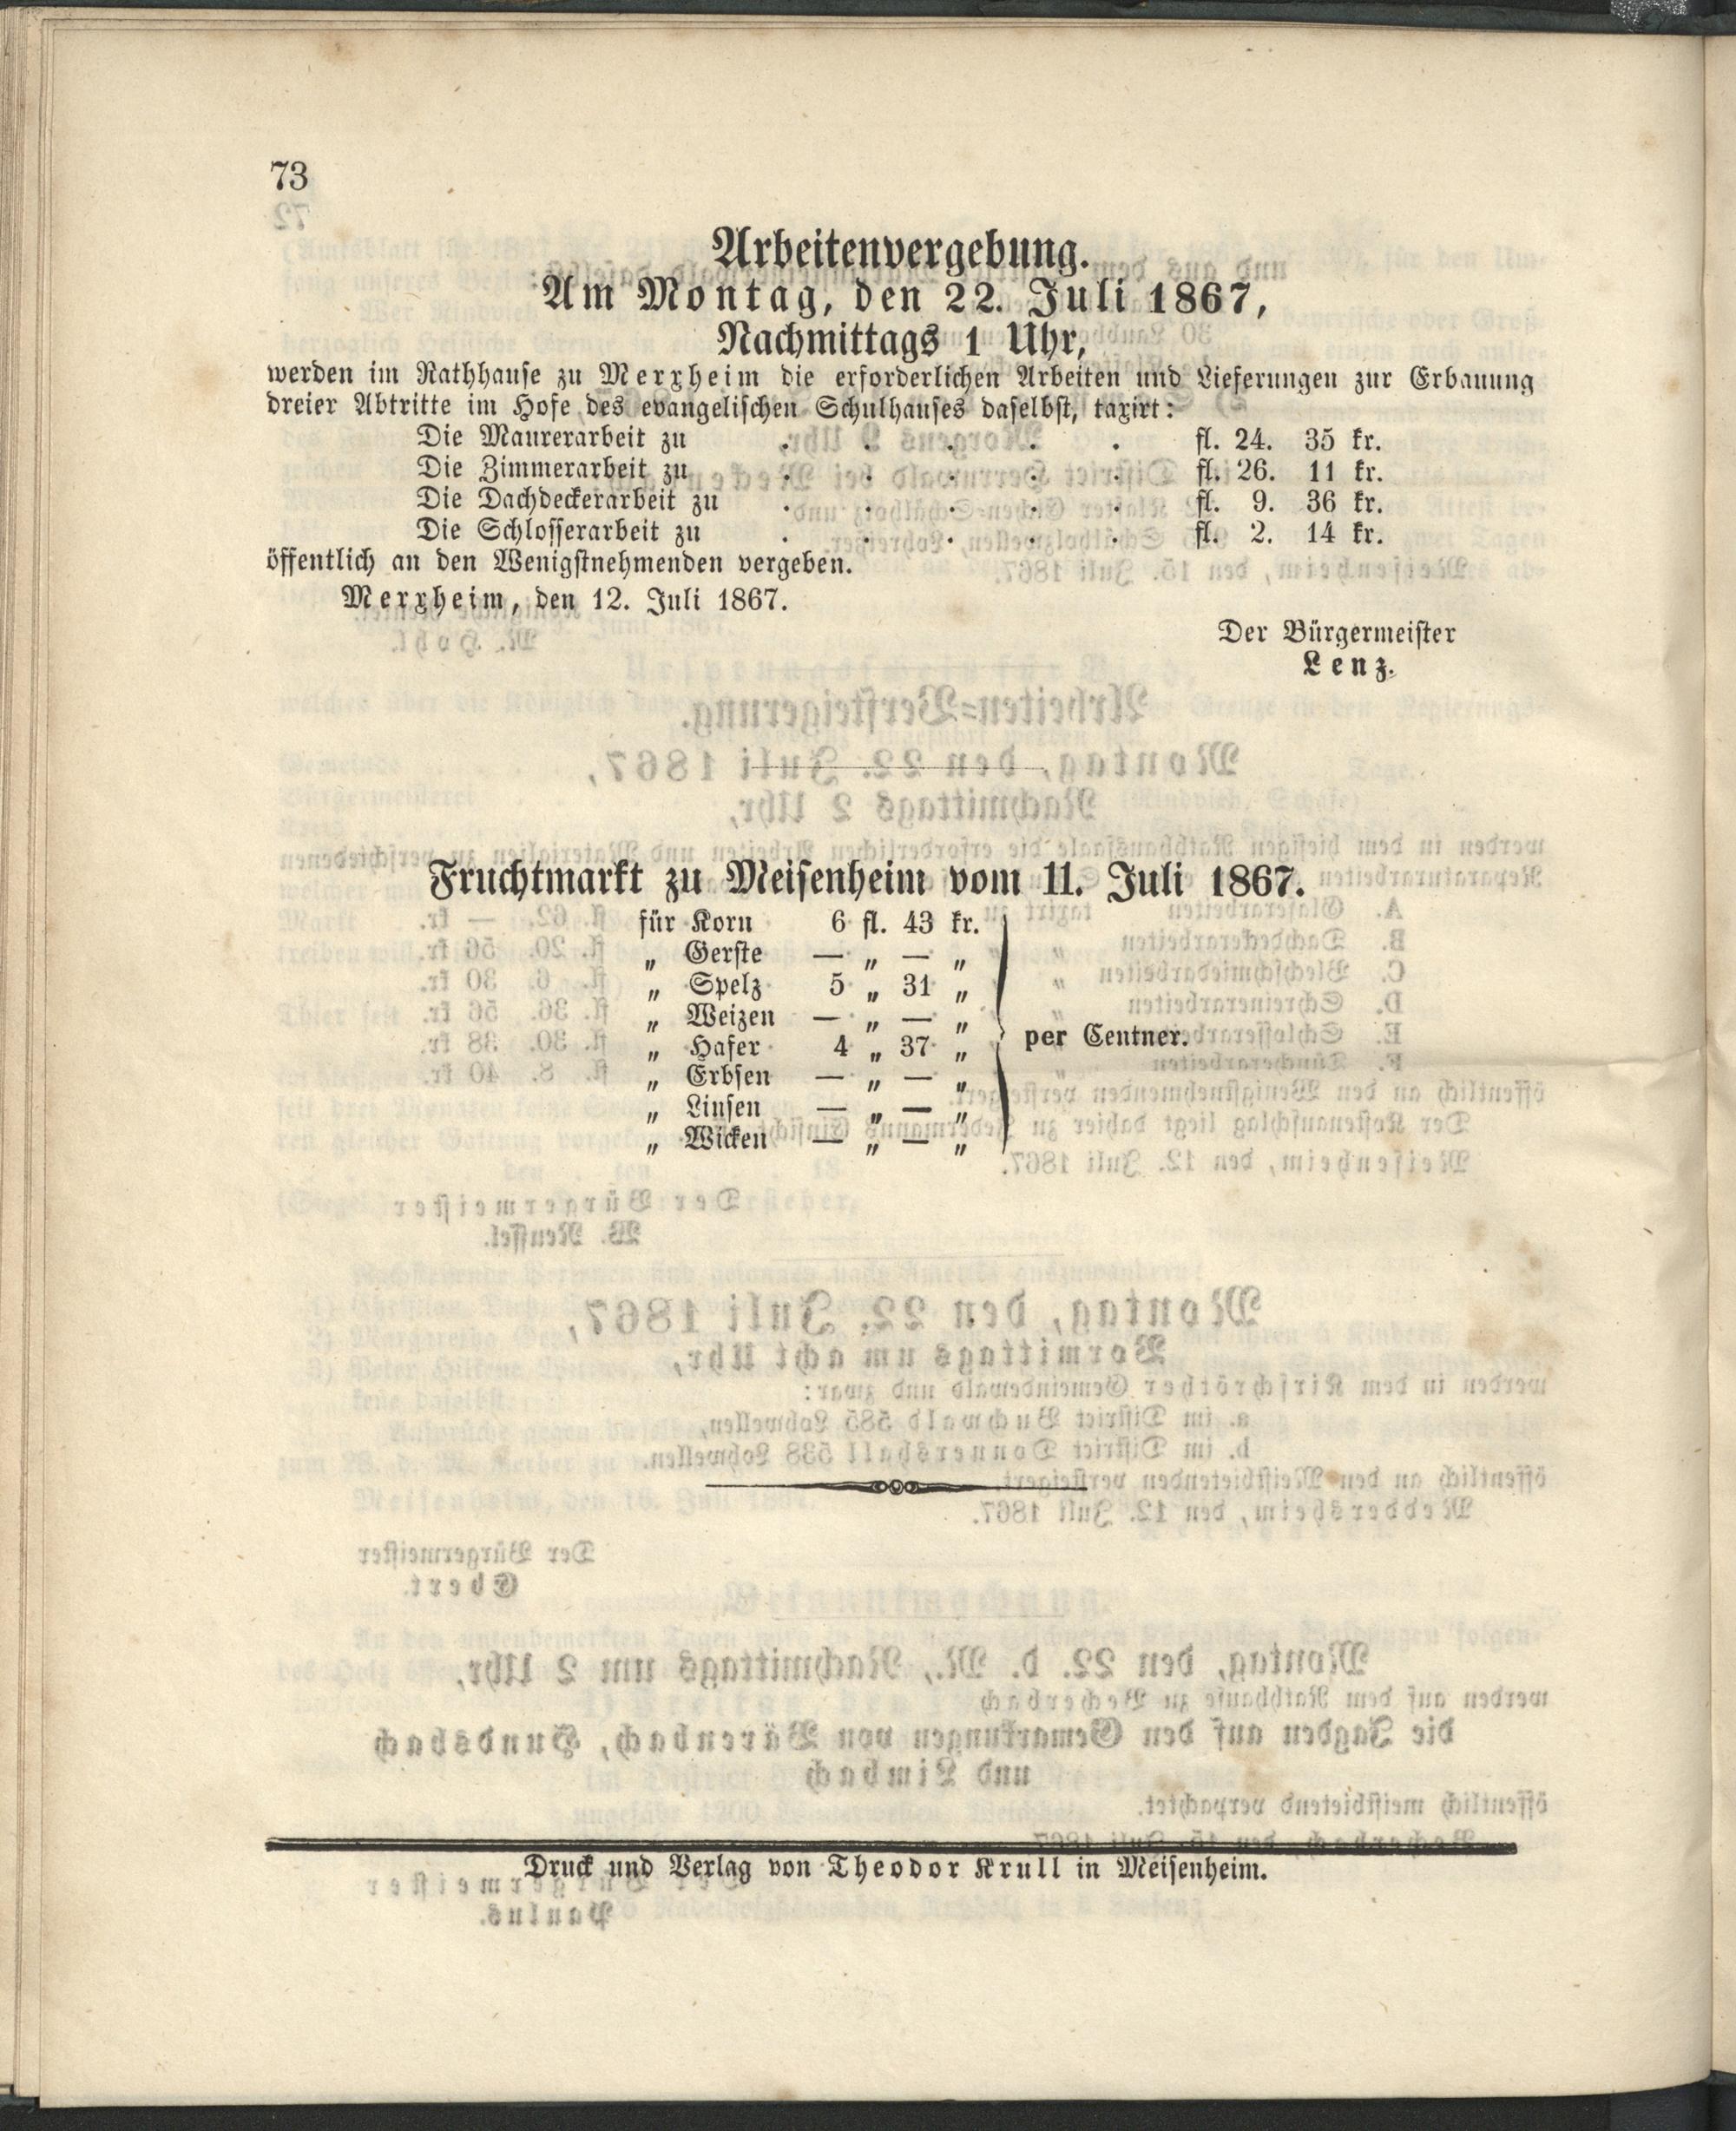 73
Arbeitenvergebung.
Am Montag, den 22. Juli 1867,
Nachmittags 1 Uhr,
werden im Rathhause zu Merxheim die erforderlichen Arbeiten und Lieferungen zur Erbauung
dreier Abtritte im Hofe des evangelischen Schulhauses daselbst, taxirt:
Die Maurerarbeit zu . . . . . fl. 24. 35 kr.
Die Zimmerarbeit zu . . . . . fl. 26. 11 kr.
Die Dachdeckerarbeit zu . . . . . fl. 9. 36 kr.
Die Schlosserarbeit zu . . . . . fl. 2. 14 kr.
öffentlich an den Wenigstnehmenden vergeben.
Merxheim, den 12. Juli 1867.
Der Bürgermeister
Lenz.
Fruchtmarkt zu Meisenheim vom 11. Juli 1867.
für Korn 6 fl. 43 kr.
„ Gerste — „ — „
„ Spelz 5 „ 31 „
„ Weizen — „ — „
per Centner.
„ Hafer 4 „ 37 „
„ Erbsen — „ — „
„ Linsen — „ — „
„ Wicken — „ — „
Druck und Verlag von Theodor Krull in Meisenheim.